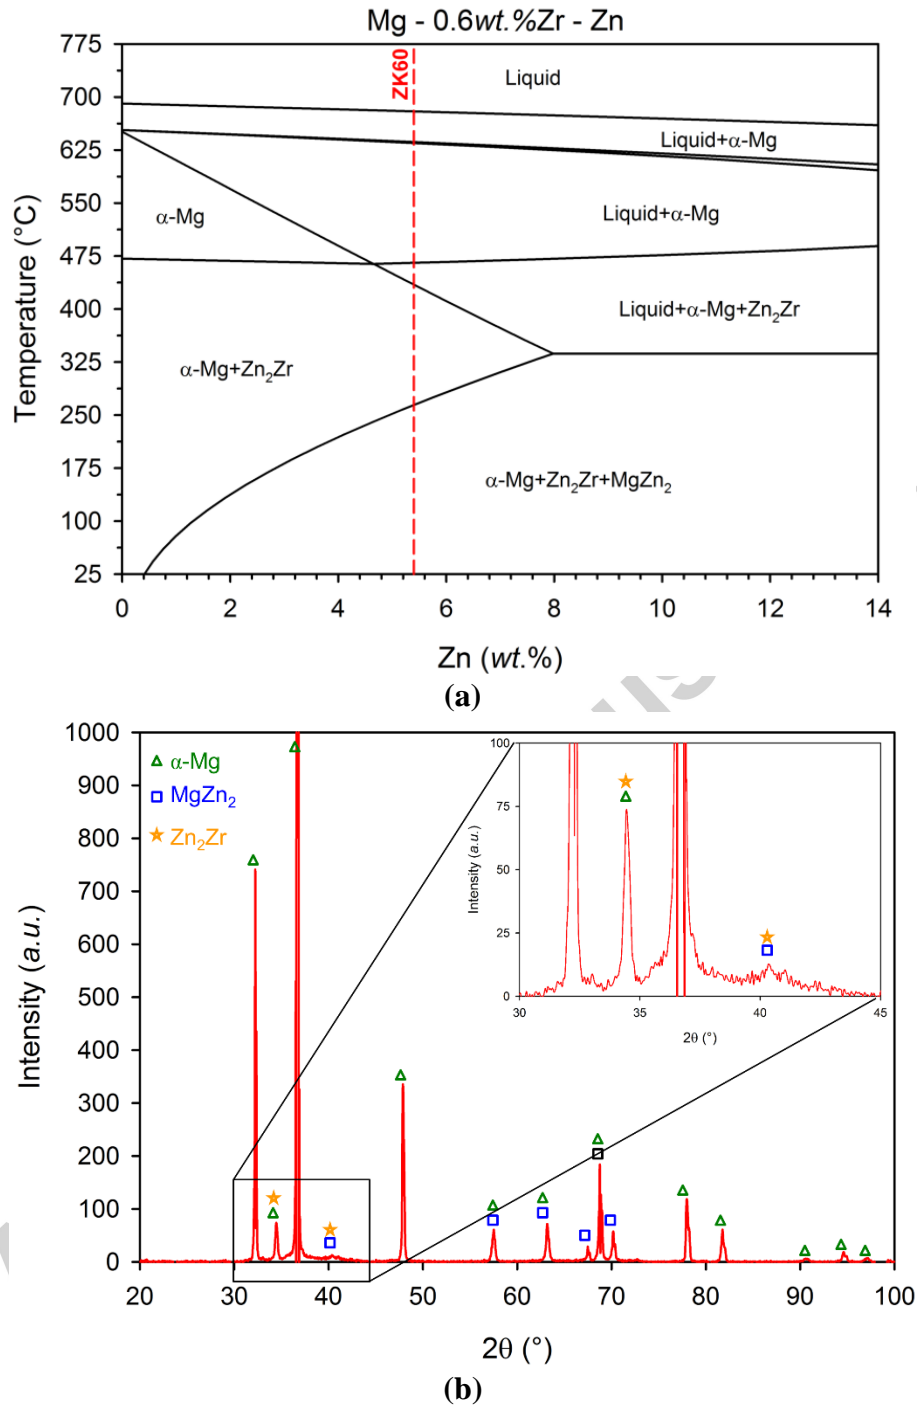 Mg - 0.6wt.%Zr - Zn
775
700
625
550
475
400
325
250
175
100
25
Temperature (°C)
ZK60
Liquid
Liquid+α-Mg
α-Mg
Liquid+α-Mg
Liquid+α-Mg+Zn₂Zr
α-Mg+Zn₂Zr
α-Mg+Zn₂Zr+MgZn₂
0 2 4 6 8 10 12 14
Zn (wt.%)
(a)
1000
900
800
700
600
500
400
300
200
100
0
Intensity (a.u.)
α-Mg
MgZn₂
Zn₂Zr
100
75
50
25
0
Intensity (a.u.)
30 35 40 45
2θ (°)
20 30 40 50 60 70 80 90 100
2θ (°)
(b)